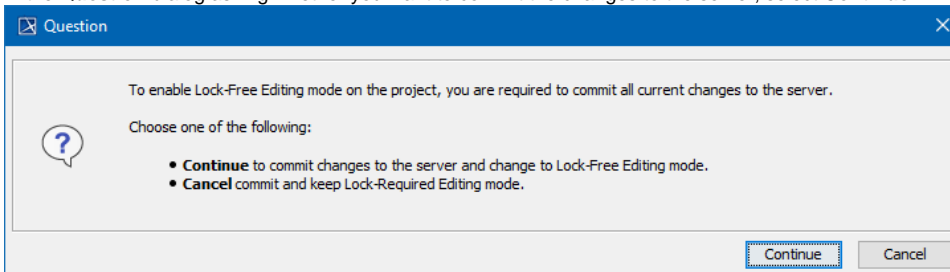 Question
To enable Lock-Free Editing mode on the project, you are required to commit all current changes to the server.
Choose one of the following:
• Continue to commit changes to the server and change to Lock-Free Editing mode.
• Cancel commit and keep Lock-Required Editing mode.
Continue Cancel